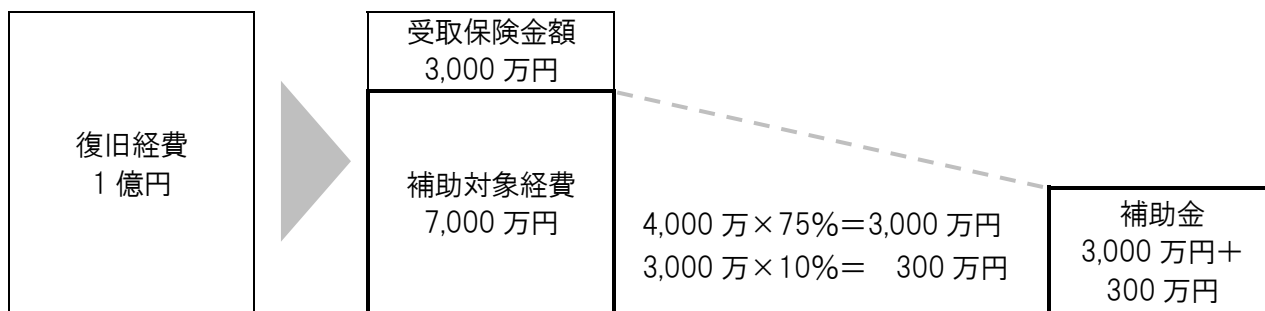 復旧経費
1 億円
受取保険金額
3,000 万円
補助対象経費
7,000 万円
4,000 万×75%=3,000 万円
3,000 万×10%=　300 万円
補助金
3,000 万円+
300 万円